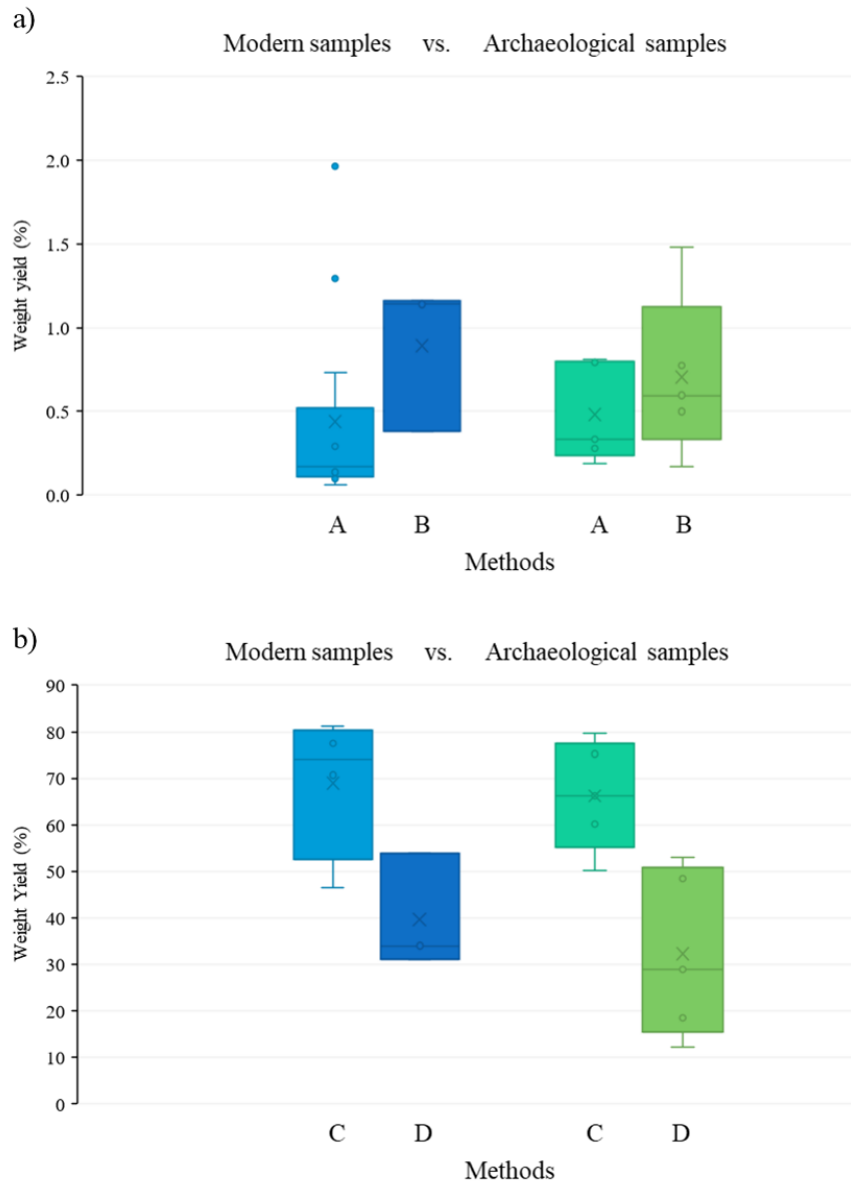 a)
Modern samples vs. Archaeological samples
2.5
2.0
1.5
1.0
0.5
0.0
Weight yield (%)
A B A B
Methods
b)
Modern samples vs. Archaeological samples
90
80
70
60
50
40
30
20
10
0
Weight Yield (%)
C D C D
Methods